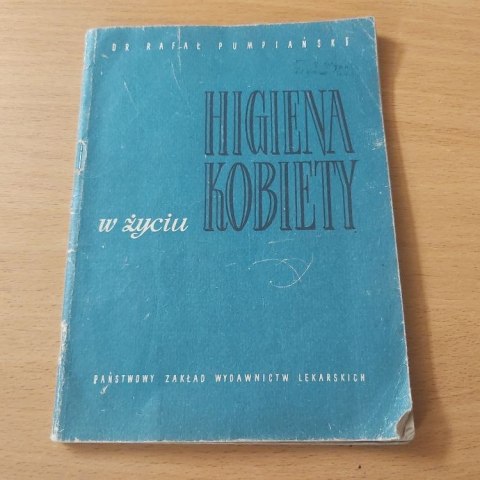 DR RAFAŁ PUMPIAŃSKI
HIGIENA
w życiu KOBIETY
PAŃSTWOWY ZAKŁAD WYDAWNICTW LEKARSKICH